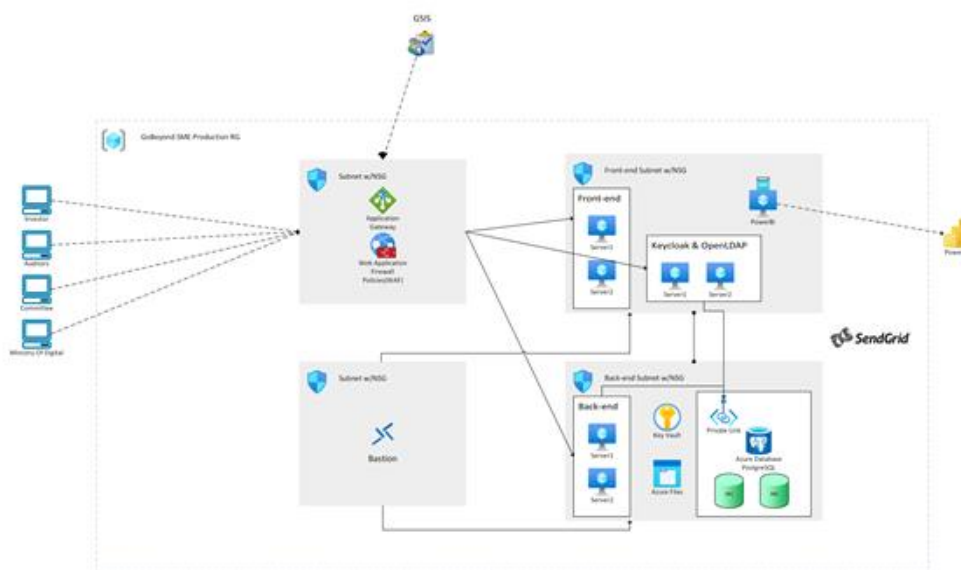 GSIS
GoBeyond SME Production RG
Subnet w/NSG
Application
Gateway
Web Application
Firewall
Policies(WAF)
Front-end Subnet w/NSG
Front-end
Server1
Server2
PowerBI
Keycloak & OpenLDAP
Server1
Server2
Investor
Auditors
Committee
Ministry Of Digital
SendGrid
Subnet w/NSG
Bastion
Back-end Subnet w/NSG
Back-end
Server1
Server2
Key Vault
Azure Files
Private Link
Azure Database
PostgreSQL